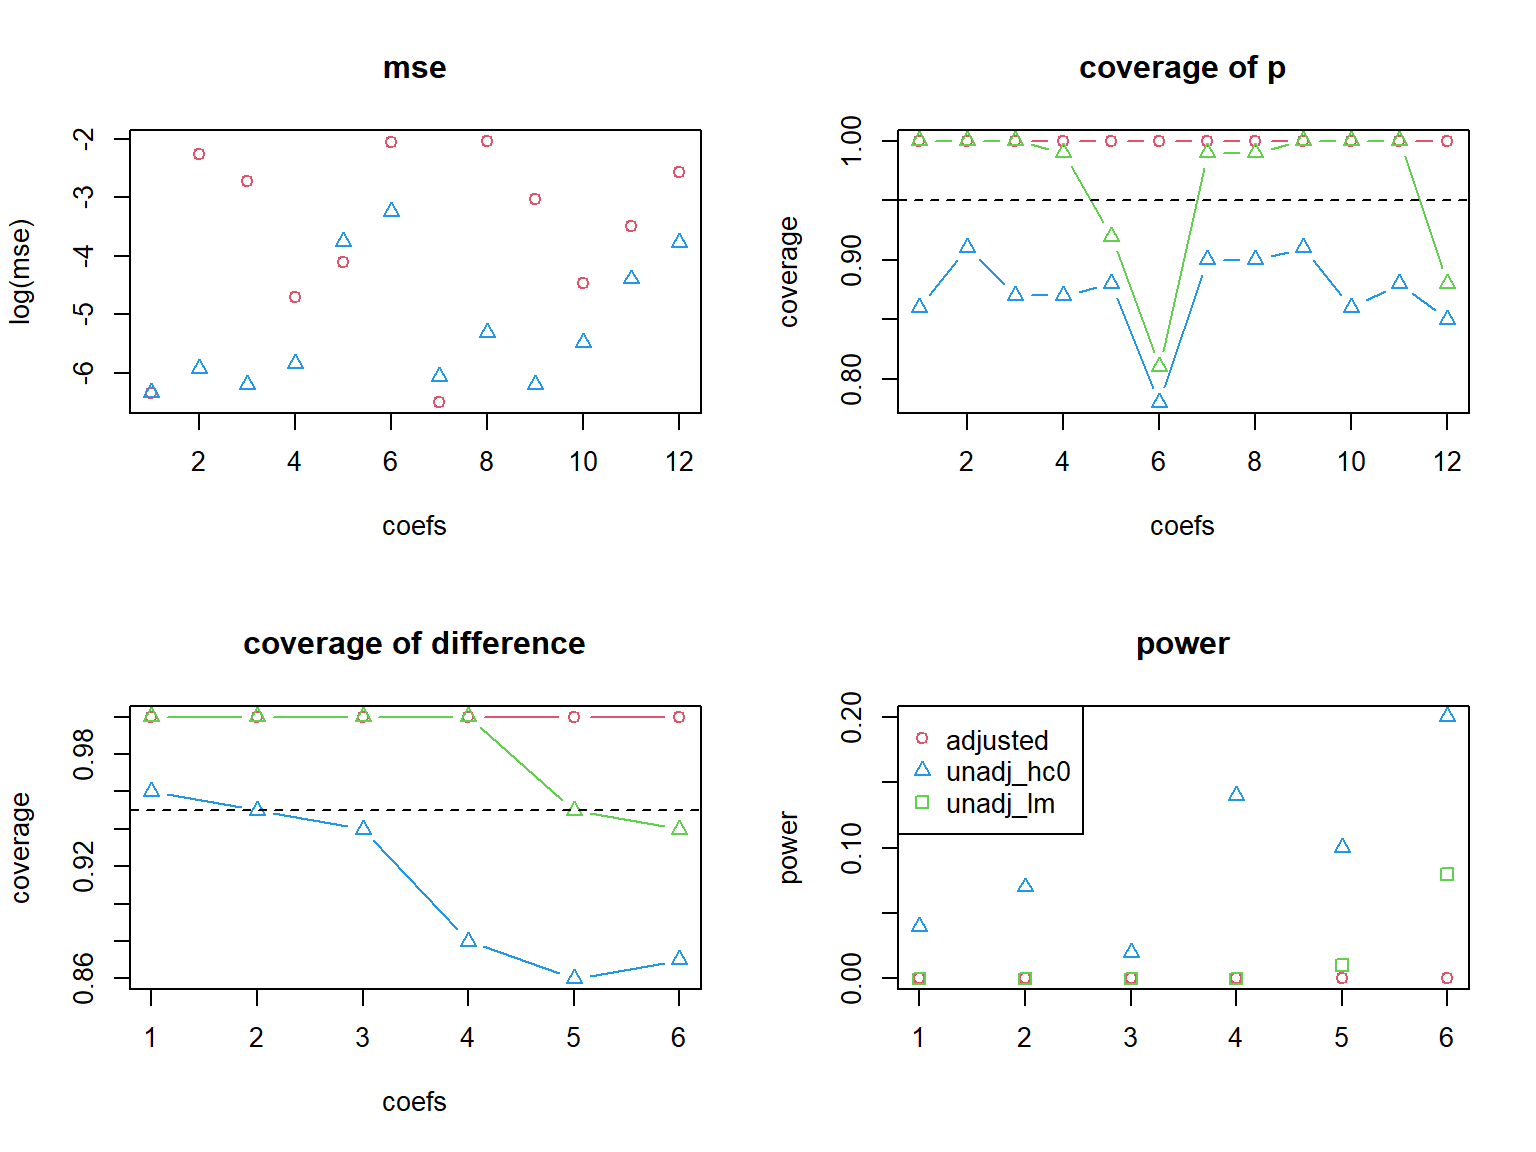 mse
log(mse)
-2
-3
-4
-5
-6
2 4 6 8 10 12
coefs
coverage of p
coverage
1.00
0.90
0.80
2 4 6 8 10 12
coefs
coverage of difference
coverage
0.98
0.92
0.86
1 2 3 4 5 6
coefs
power
power
0.20
0.10
0.00
adjusted
unadj_hc0
unadj_lm
1 2 3 4 5 6